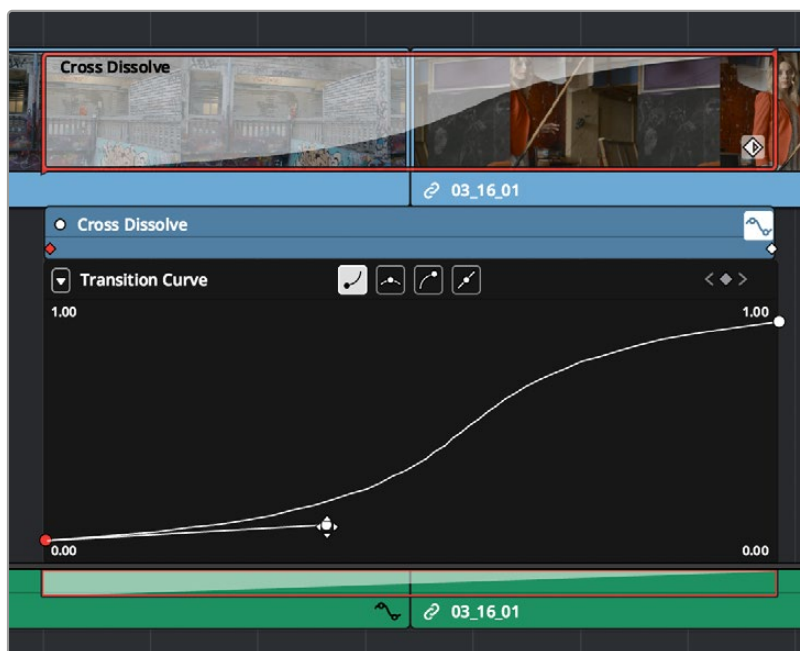 Cross Dissolve
03_16_01
Cross Dissolve
Transition Curve
1.00 1.00
0.00 0.00
03_16_01